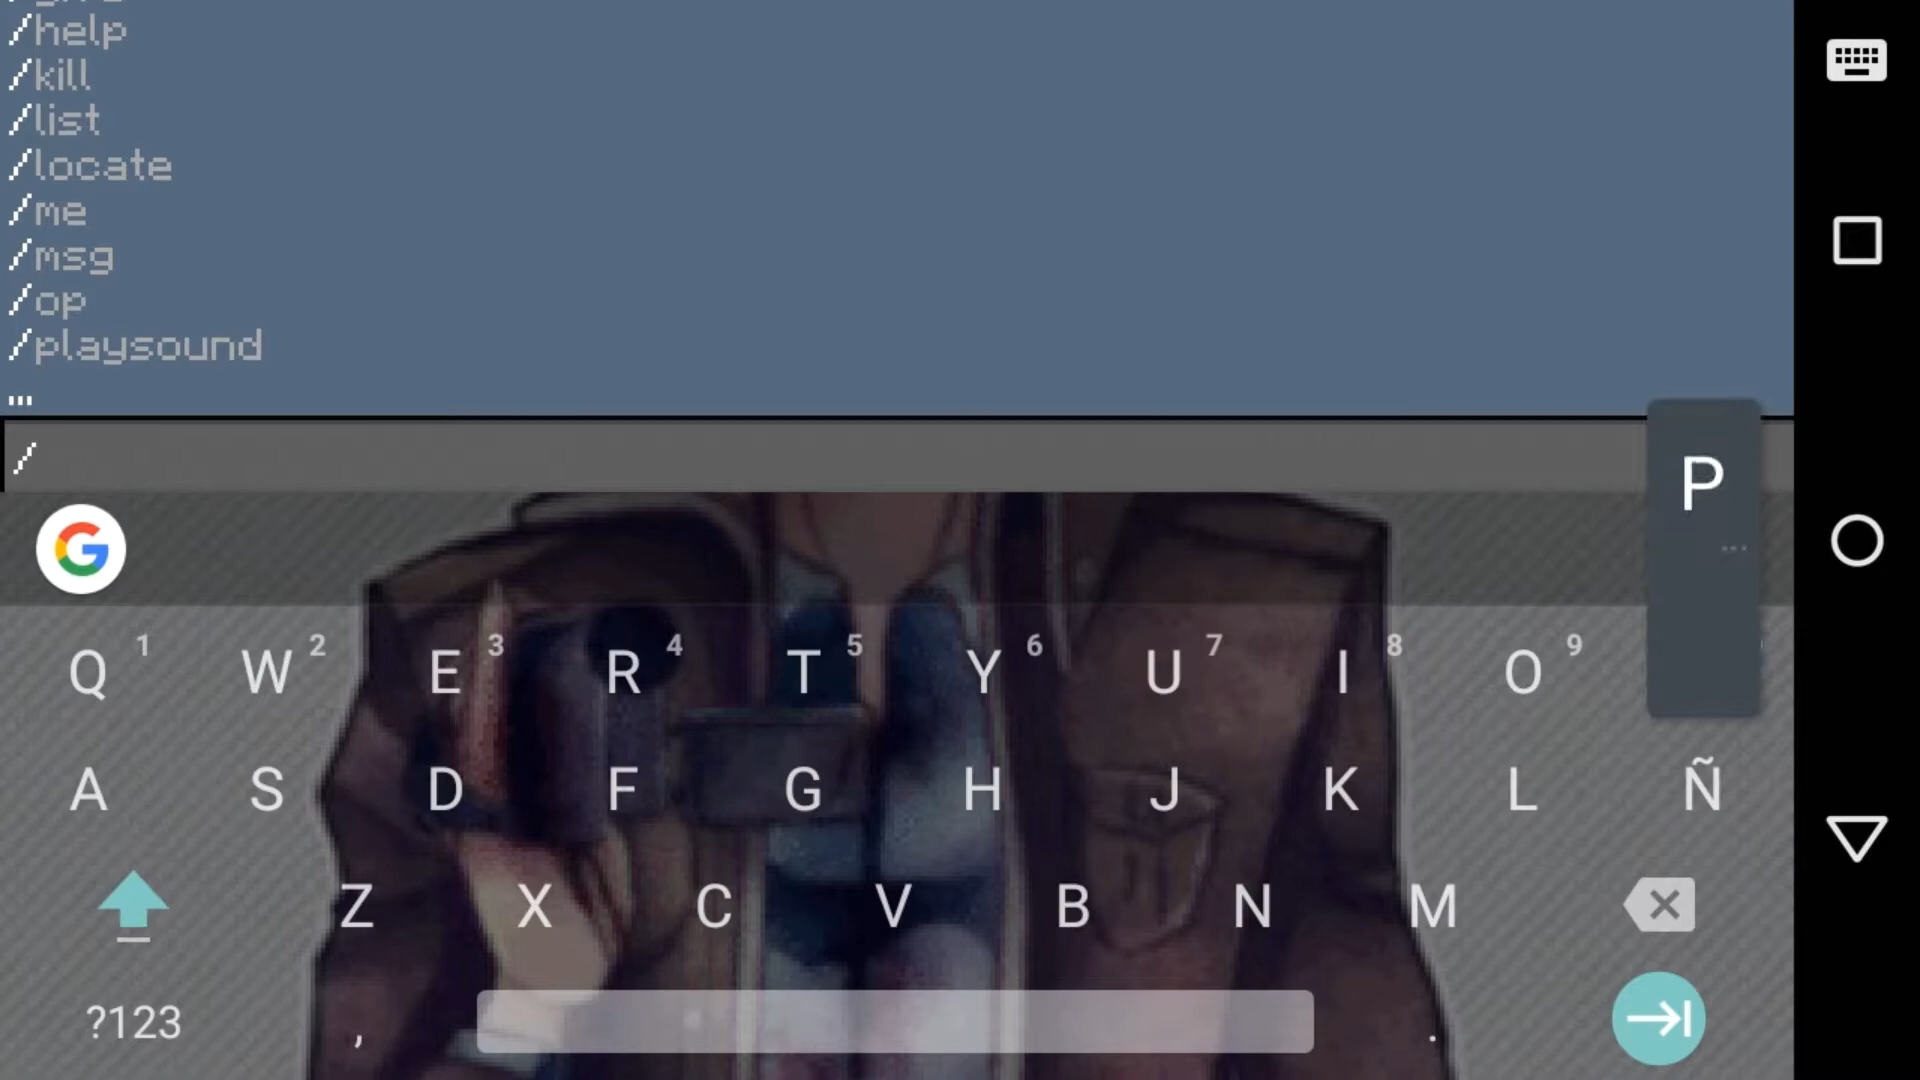 /help
/kill
/list
/locate
/me
/msg
/op
/playsound
...
/
P
...
G
Q 1 W 2 E 3 R 4 T 5 Y 6 U 7 I 8 O 9
A S D F G H J K L Ñ
Z X C V B N M
?123 , .